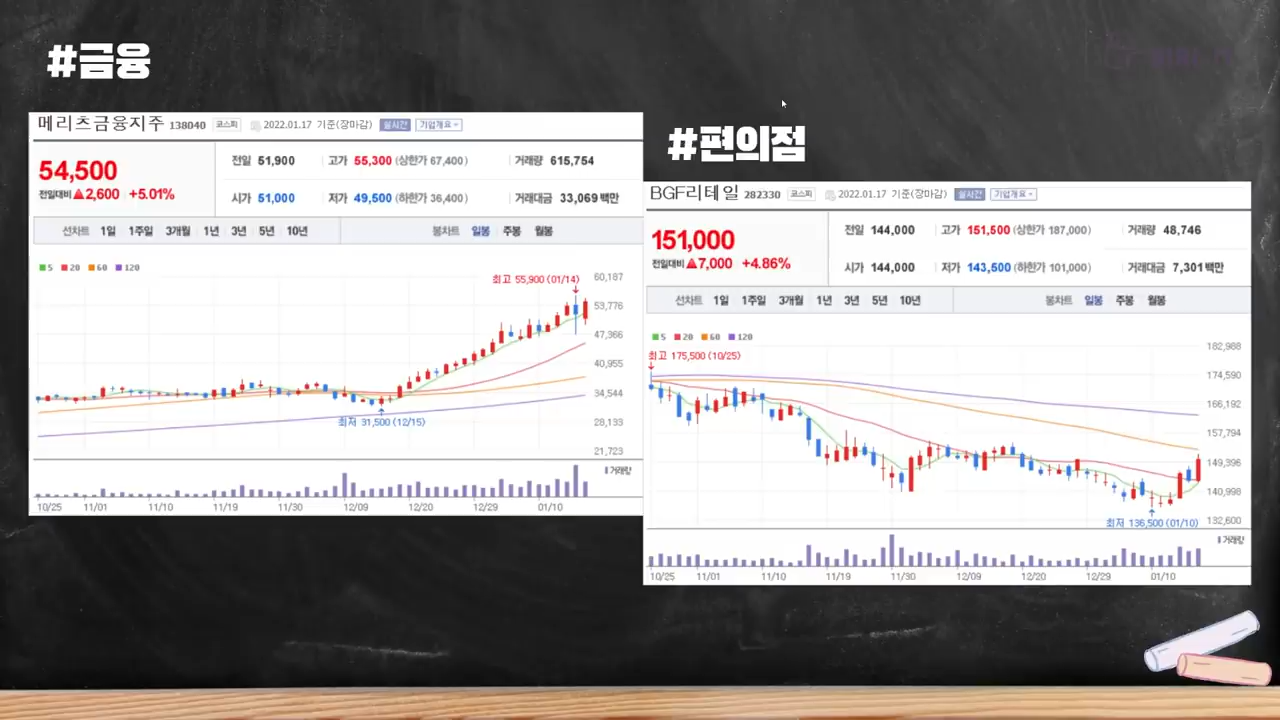 #금융
메리츠금융지주 138040 코스피 2022.01.17 기준(장마감) 실시간 기업개요
54,500
전일대비 ▲2,600 +5.01%
전일 51,900 고가 55,300 (상한가 67,400) 거래량 615,754
시가 51,000 저가 49,500 (하한가 36,400) 거래대금 33,069 백만
선차트 1일 1주일 3개월 1년 3년 5년 10년 봉차트 일봉 주봉 월봉
5 20 60 120
최고 55,900 (01/14)
60,187
53,776
47,366
40,955
34,544
28,133
21,723
최저 31,500 (12/15)
거래량
10/25 11/01 11/10 11/19 11/30 12/09 12/20 12/29 01/10
#편의점
BGF리테일 282330 코스피 2022.01.17 기준(장마감) 실시간 기업개요
151,000
전일대비 ▲7,000 +4.86%
전일 144,000 고가 151,500 (상한가 187,000) 거래량 48,746
시가 144,000 저가 143,500 (하한가 101,000) 거래대금 7,301 백만
선차트 1일 1주일 3개월 1년 3년 5년 10년 봉차트 일봉 주봉 월봉
5 20 60 120
최고 175,500 (10/25)
182,988
174,590
166,192
157,794
149,396
140,998
132,600
최저 136,500 (01/10)
거래량
10/25 11/01 11/10 11/19 11/30 12/09 12/20 12/29 01/10